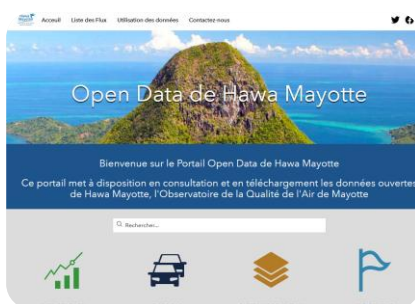 Acceuil Liste des Flux Utilisation des données Contactez-nous
Open Data de Hawa Mayotte
Bienvenue sur le Portail Open Data de Hawa Mayotte
Ce portail met à disposition en consultation et en téléchargement les données ouvertes
de Hawa Mayotte, l'Observatoire de la Qualité de l'Air de Mayotte
Rechercher...